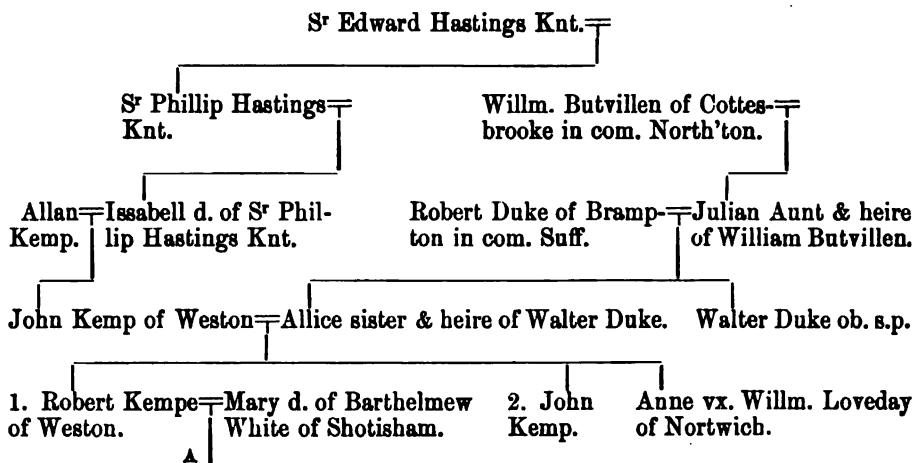 Sr Edward Hastings Knt.
Sr Phillip Hastings
Knt.
Willm. Butvillen of Cottes-
brooke in com. North'ton.
Allan
Kemp.
Issabell d. of Sr Phil-
lip Hastings Knt.
Robert Duke of Bramp-
ton in com. Suff.
Julian Aunt & heire
of William Butvillen.
John Kemp of Weston
Allice sister & heire of Walter Duke.
Walter Duke ob. s.p.
1. Robert Kempe
of Weston.
Mary d. of Barthelmew
White of Shotisham.
2. John
Kemp.
Anne vx. Willm. Loveday
of Nortwich.
A